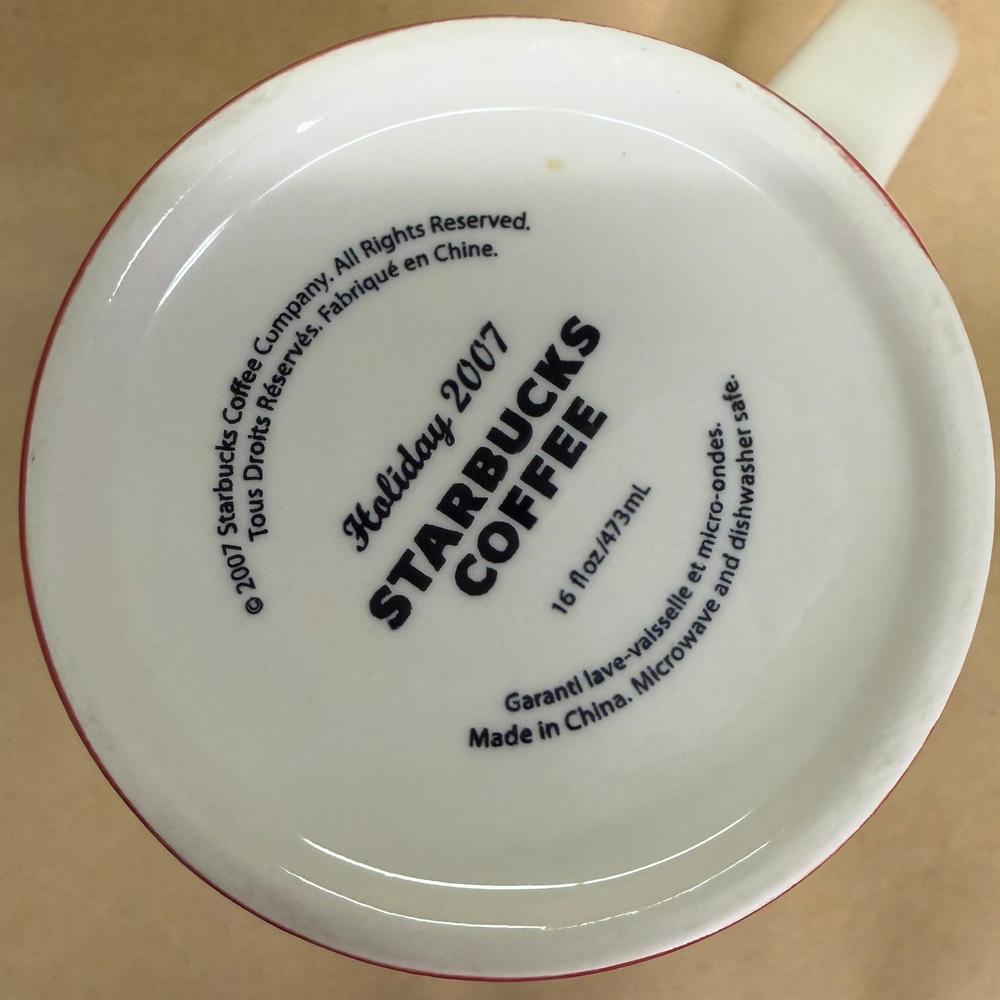 © 2007 Starbucks Coffee Company. All Rights Reserved.
Tous Droits Réservés. Fabriqué en Chine.
Holiday 2007
STARBUCKS
COFFEE
16 fl oz/473mL
Garanti lave-vaisselle et micro-ondes.
Made in China. Microwave and dishwasher safe.